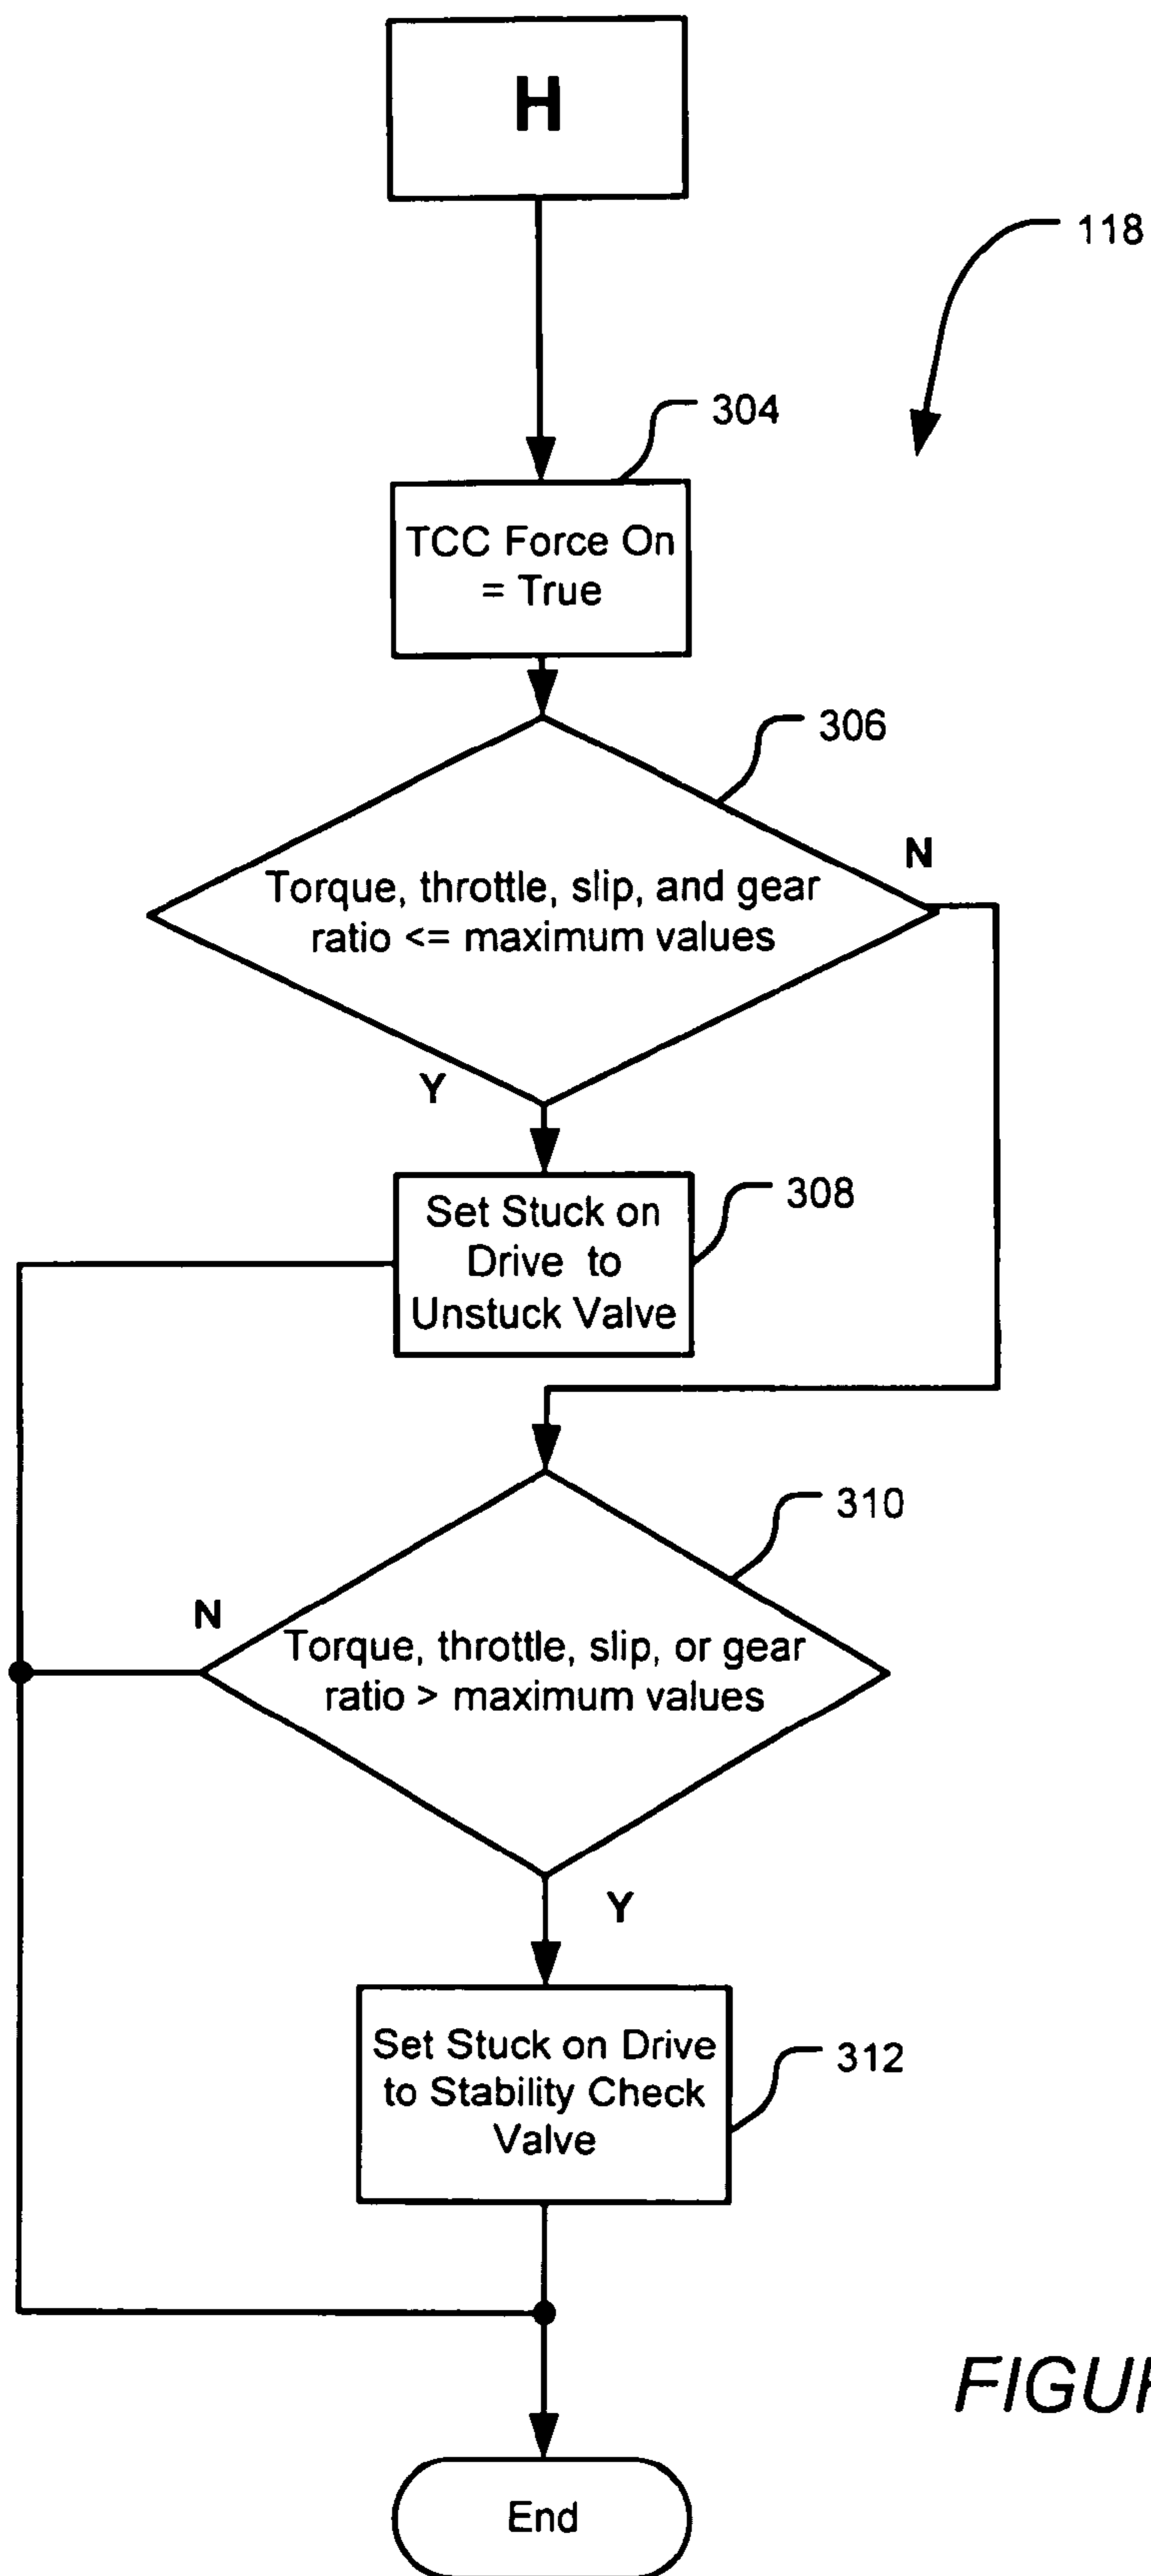 H
118
304
TCC Force On
= True
306
N
Torque, throttle, slip, and gear
ratio <= maximum values
Y
308
Set Stuck on
Drive to
Unstuck Valve
310
N
Torque, throttle, slip, or gear
ratio > maximum values
Y
Set Stuck on Drive
to Stability Check
Valve
312
End